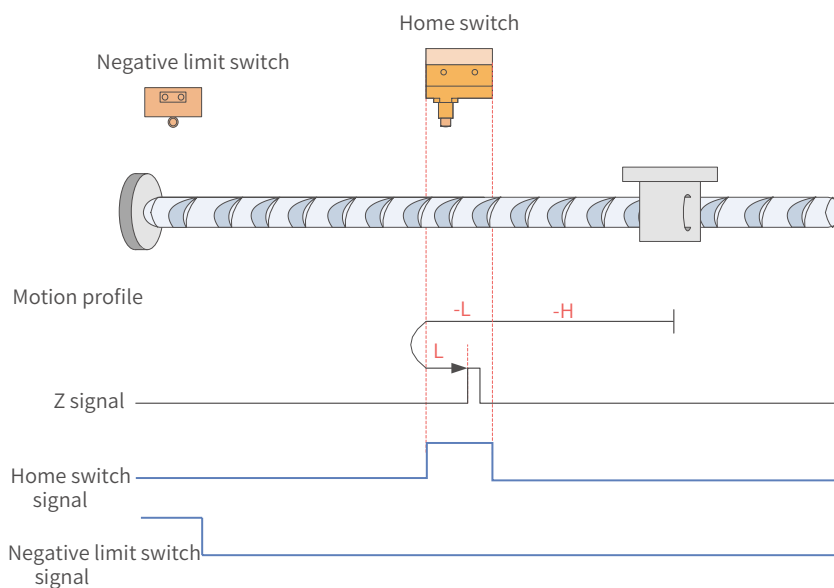 Home switch
Negative limit switch
Motion profile
-L
-H
L
Z signal
Home switch
signal
Negative limit switch
signal